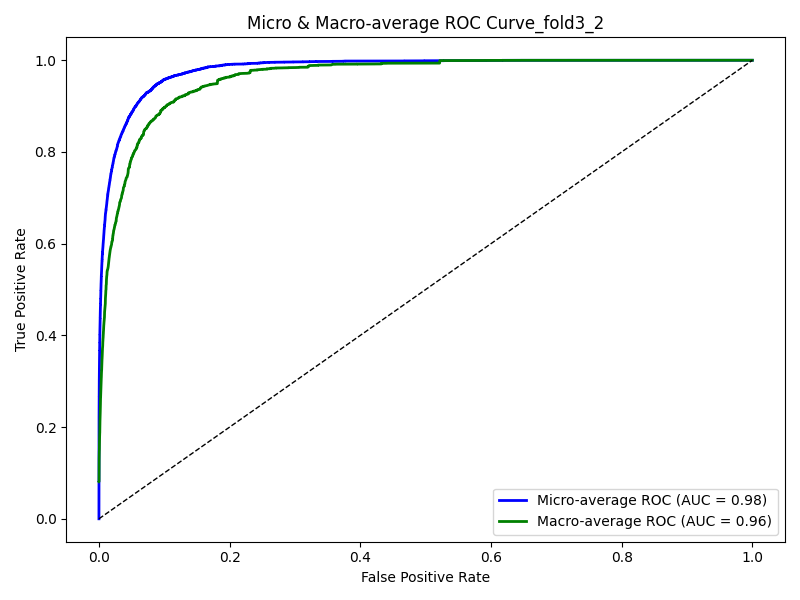 Micro & Macro-average ROC Curve_fold3_2
True Positive Rate
1.0
0.8
0.6
0.4
0.2
0.0
Micro-average ROC (AUC = 0.98)
Macro-average ROC (AUC = 0.96)
0.0 0.2 0.4 0.6 0.8 1.0
False Positive Rate